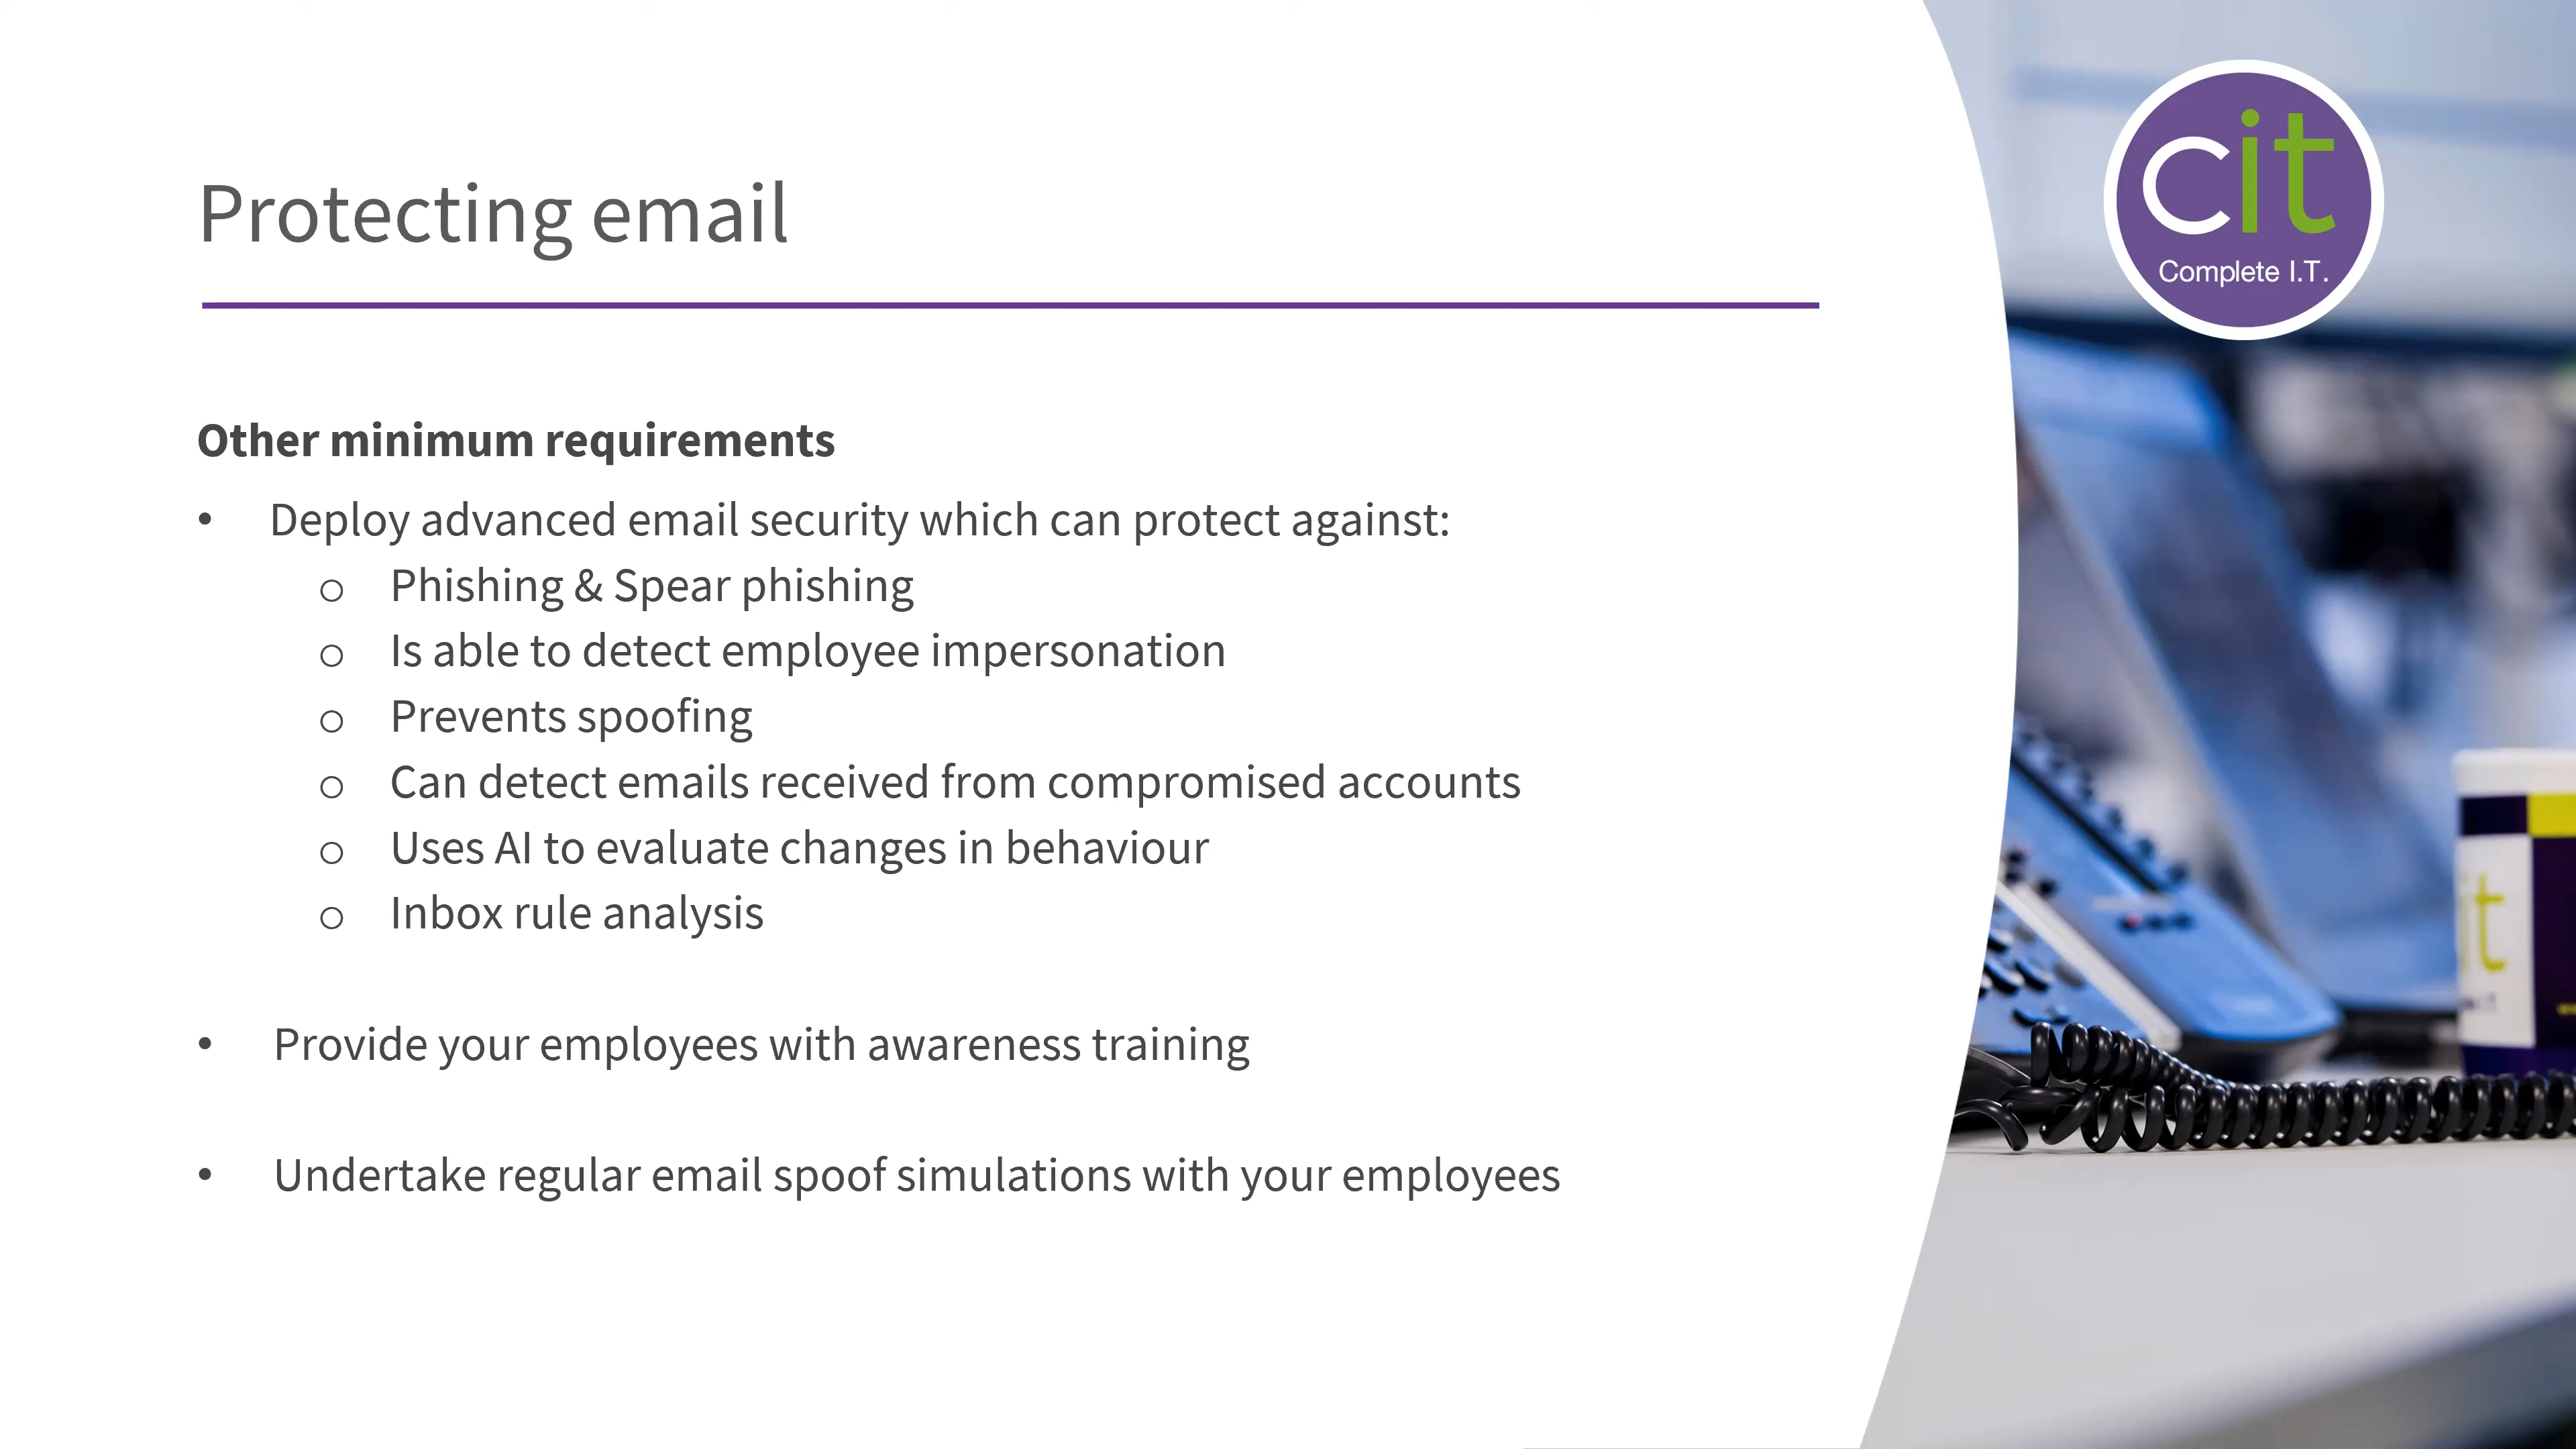 cit
Complete I.T.
Protecting email
Other minimum requirements
• Deploy advanced email security which can protect against:
o Phishing & Spear phishing
o Is able to detect employee impersonation
o Prevents spoofing
o Can detect emails received from compromised accounts
o Uses AI to evaluate changes in behaviour
o Inbox rule analysis
• Provide your employees with awareness training
• Undertake regular email spoof simulations with your employees
it